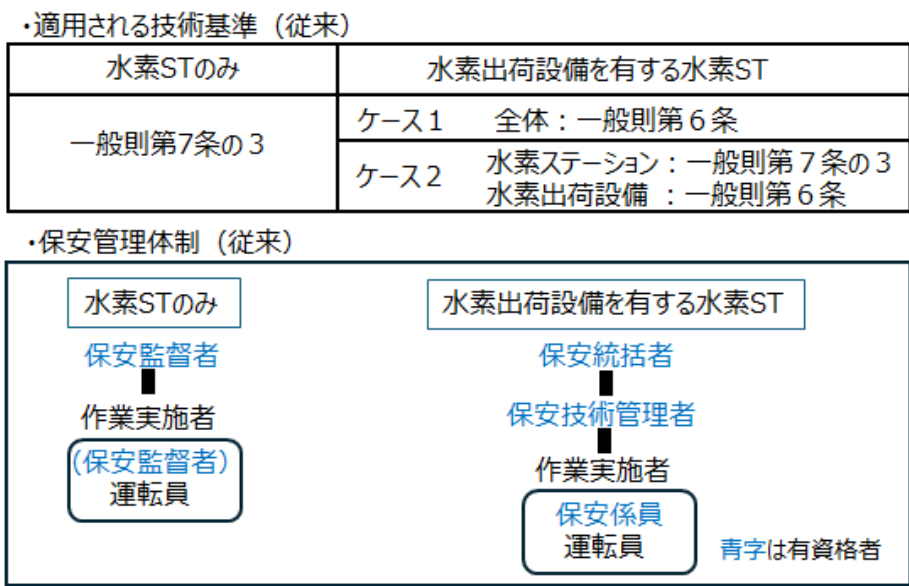 ・適用される技術基準（従来）
水素STのみ
水素出荷設備を有する水素ST
一般則第7条の３
ケース１ 全体：一般則第６条
ケース２ 水素ステーション：一般則第７条の３
水素出荷設備 ：一般則第６条
・保安管理体制（従来）
水素STのみ
水素出荷設備を有する水素ST
保安監督者
保安統括者
保安技術管理者
作業実施者
作業実施者
(保安監督者)
運転員
保安係員
運転員
青字は有資格者